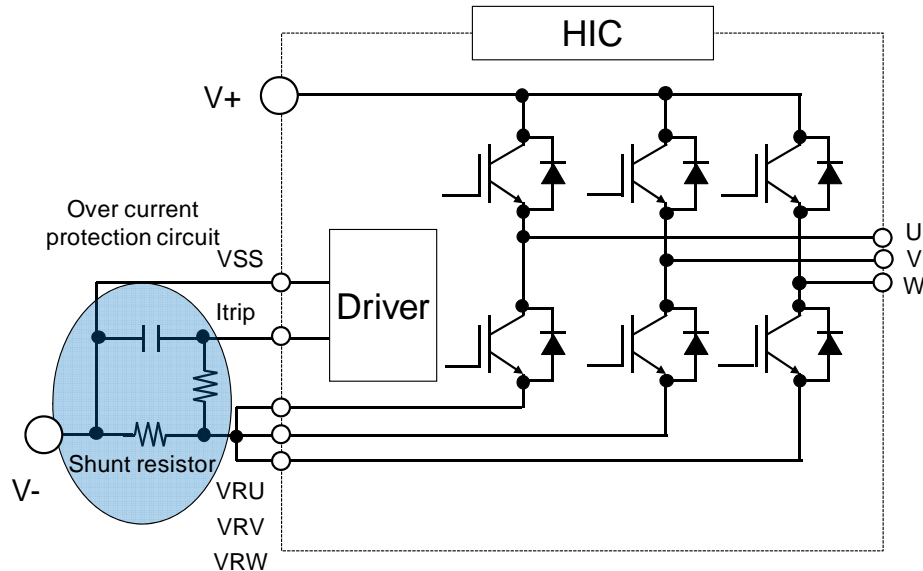 HIC
V+
Over current
protection circuit
VSS
Itrip
Driver
U
V
W
Shunt resistor
V-
VRU
VRV
VRW